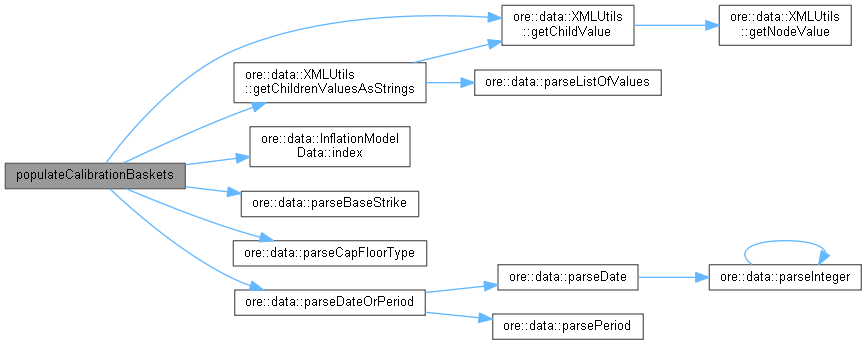 populateCalibrationBaskets
ore::data::XMLUtils
::getChildValue
ore::data::XMLUtils
::getNodeValue
ore::data::XMLUtils
::getChildrenValuesAsStrings
ore::data::parseListOfValues
ore::data::InflationModel
Data::index
ore::data::parseBaseStrike
ore::data::parseCapFloorType
ore::data::parseDateOrPeriod
ore::data::parseDate
ore::data::parseInteger
ore::data::parsePeriod